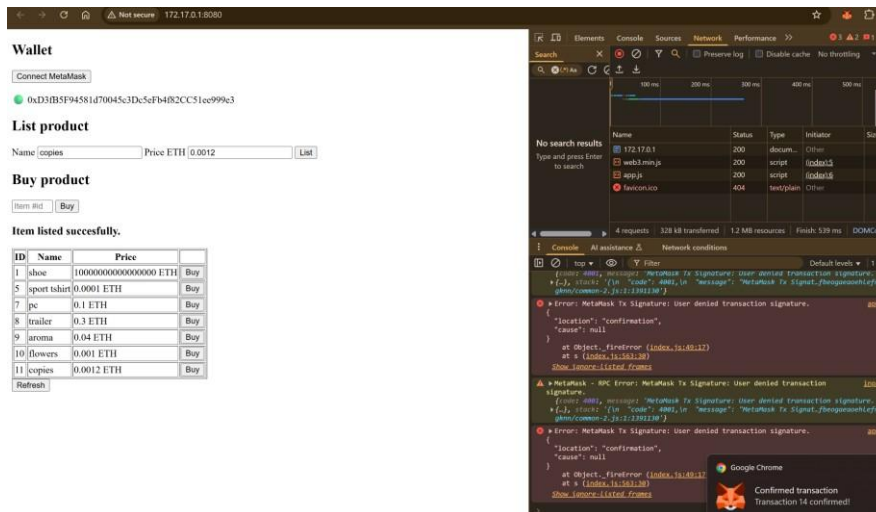 Not secure 172.17.0.1:8080
Wallet
Connect MetaMask
List product
Name copies Price ETH 0.0012 List
Buy product
Item #id Buy
Item listed succesfully.
ID Name Price
1 shoe 10000000000000000 ETH Buy
5 sport tshirt 0.0001 ETH Buy
7 pc 0.1 ETH Buy
8 trailer 0.3 ETH Buy
9 aroma 0.04 ETH Buy
10 flowers 0.001 ETH Buy
11 copies 0.0012 ETH Buy
Refresh
Elements Console Sources Network Performance
Search
Preserve log Disable cache No throttling
100 ms 200 ms 300 ms 400 ms 500 ms
No search results
Type and press Enter
to search
Name Status Type Initiator
172.17.0.1 200 docum... Other
web3.min.js 200 script (index):5
app.js 200 script (index):6
favicon.ico 404 text/plain Other
4 requests 328 kB transferred 1.2 MB resources Finish: 539 ms
Console AI assistance Network conditions
top Filter Default levels
Error: MetaMask Tx Signature: User denied transaction signature.
{
"location": "confirmation",
"cause": null
}
at Object._fireError (index.js:49:17)
at s (index.js:563:30)
Show ignore-listed frames
MetaMask - RPC Error: MetaMask Tx Signature: User denied transaction
signature.
Error: MetaMask Tx Signature: User denied transaction signature.
{
"location": "confirmation",
"cause": null
}
at Object._fireError (index.js:49:17
at s (index.js:563:30)
Show ignore-listed frames
Google Chrome
Confirmed transaction
Transaction 14 confirmed!